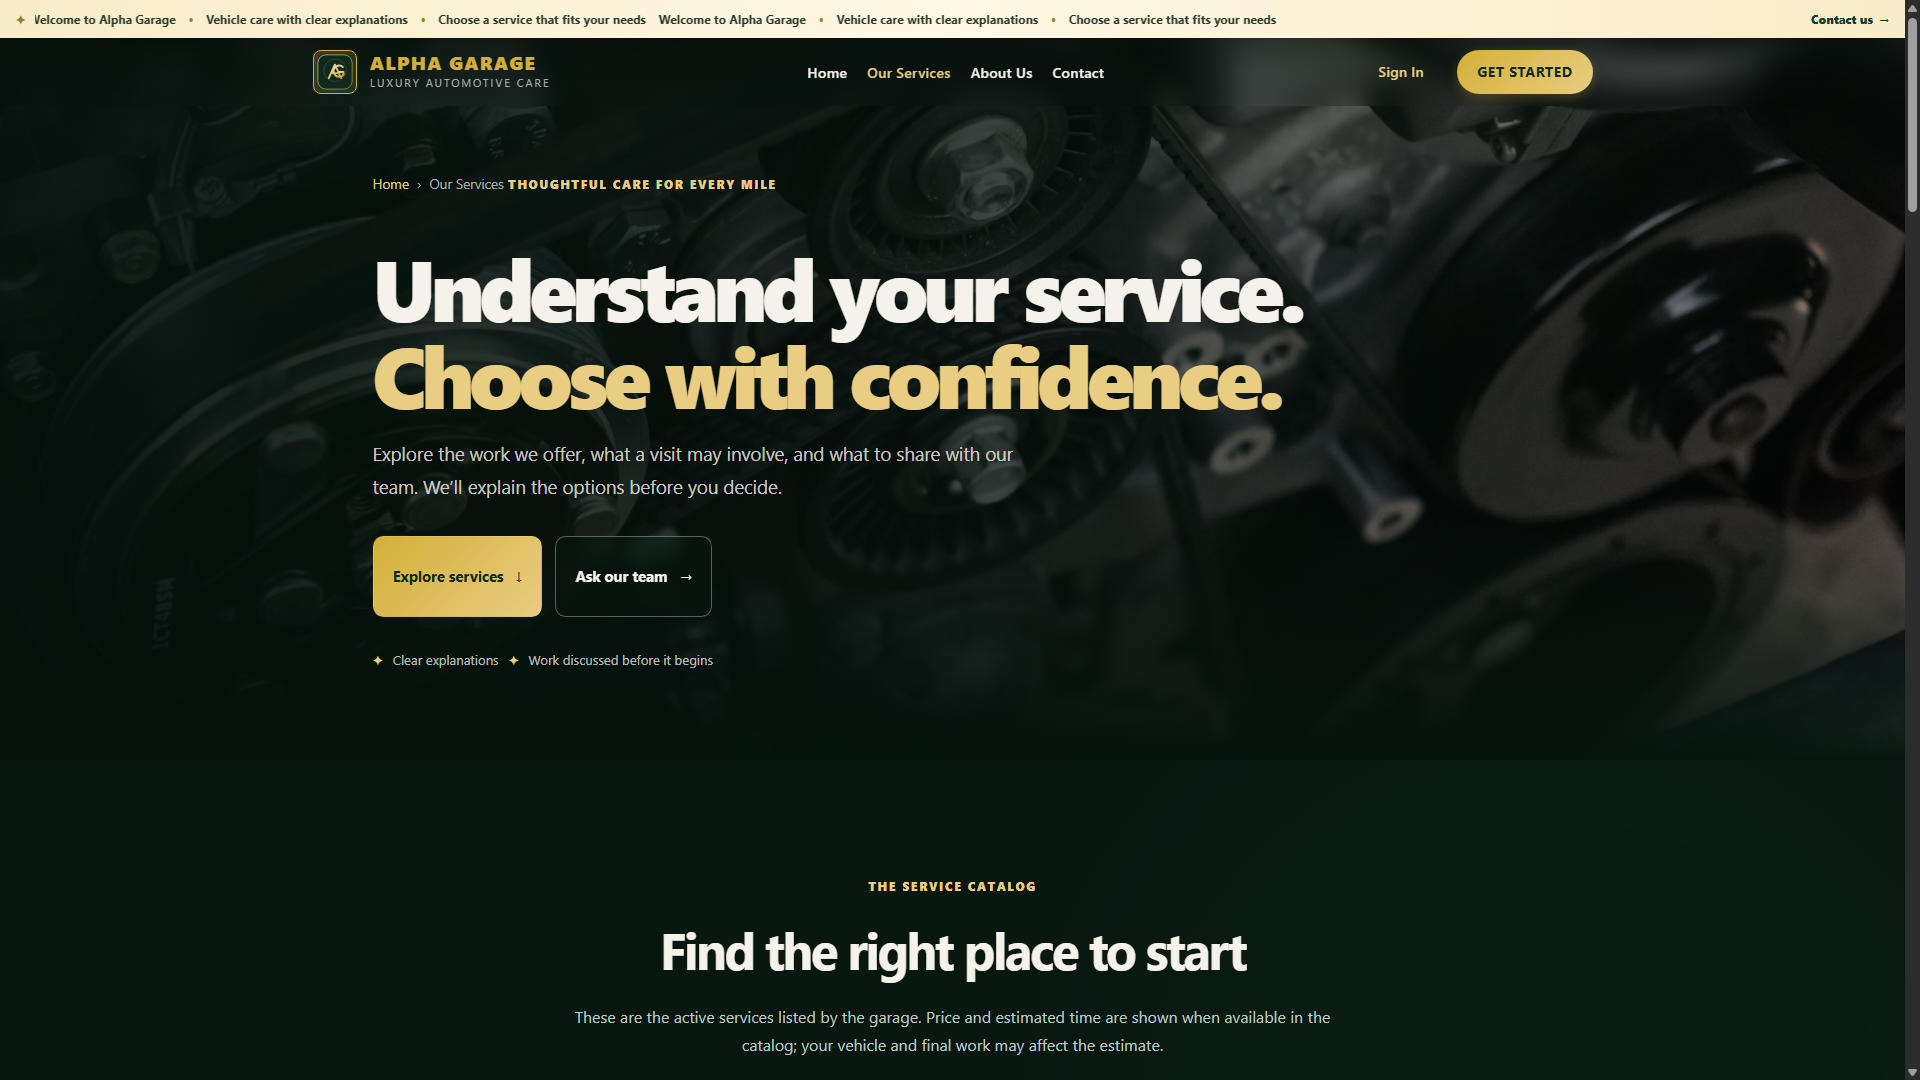 ✦ Welcome to Alpha Garage • Vehicle care with clear explanations • Choose a service that fits your needs Welcome to Alpha Garage • Vehicle care with clear explanations • Choose a service that fits your needs Contact us →
AG
ALPHA GARAGE
LUXURY AUTOMOTIVE CARE
Home Our Services About Us Contact
Sign In
GET STARTED
Home › Our Services THOUGHTFUL CARE FOR EVERY MILE
Understand your service.
Choose with confidence.
Explore the work we offer, what a visit may involve, and what to share with our
team. We’ll explain the options before you decide.
Explore services ↓
Ask our team →
✦ Clear explanations ✦ Work discussed before it begins
THE SERVICE CATALOG
Find the right place to start
These are the active services listed by the garage. Price and estimated time are shown when available in the
catalog; your vehicle and final work may affect the estimate.